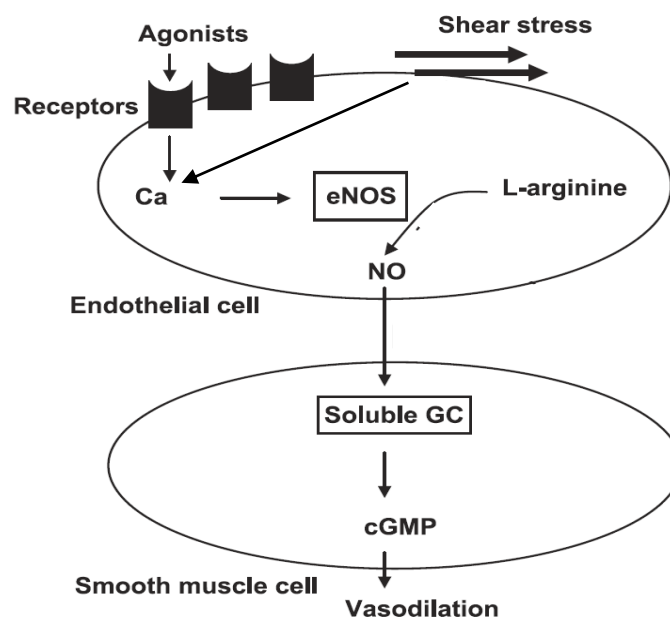 Shear stress
Agonists
Receptors
Ca
eNOS
L-arginine
NO
Endothelial cell
Soluble GC
cGMP
Smooth muscle cell
Vasodilation